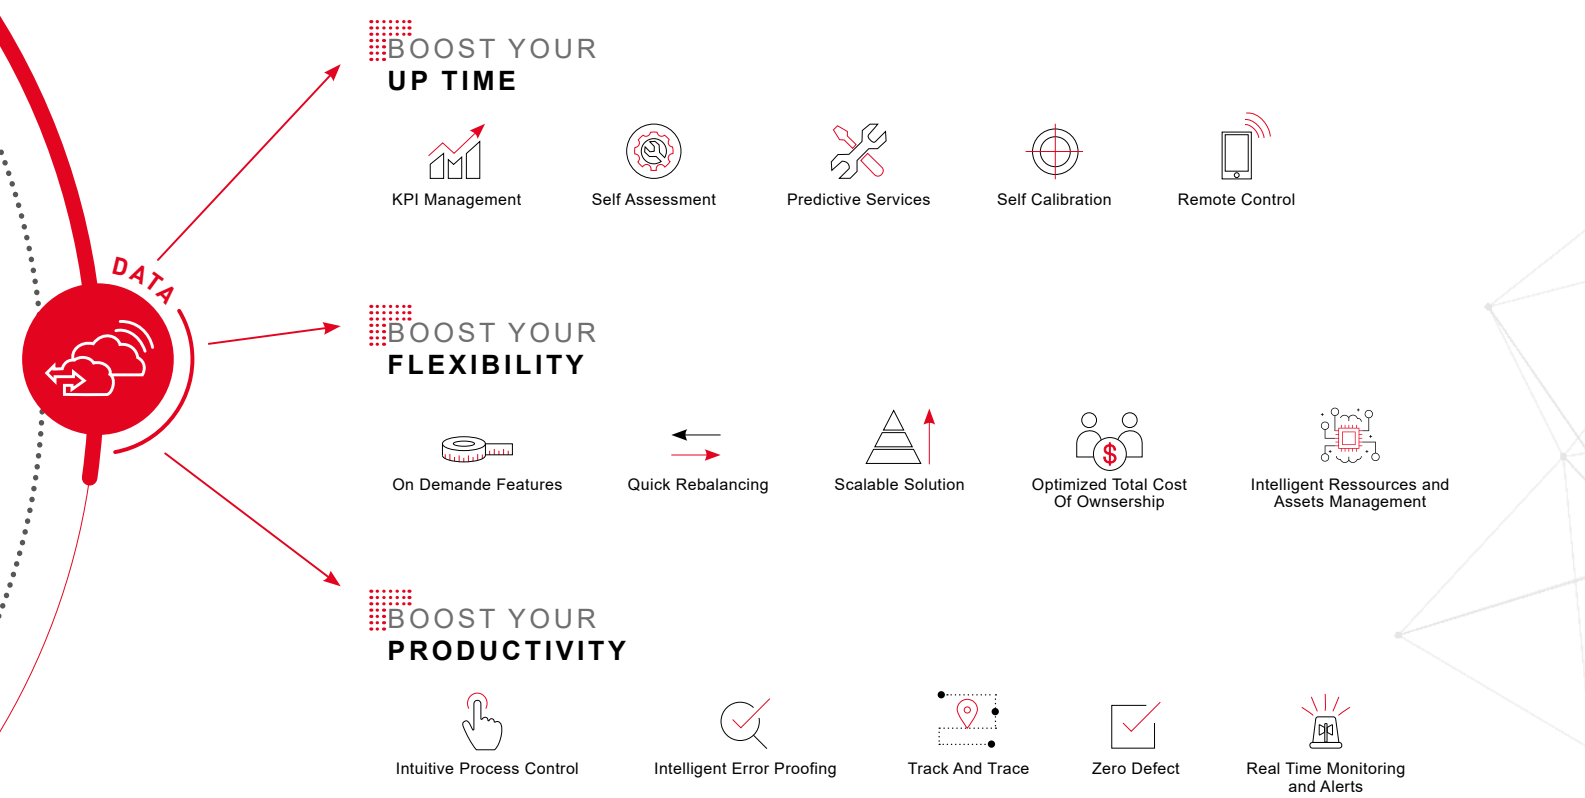 DATA
BOOST YOUR
UP TIME
KPI Management
Self Assessment
Predictive Services
Self Calibration
Remote Control
BOOST YOUR
FLEXIBILITY
$
On Demande Features
Quick Rebalancing
Scalable Solution
Optimized Total Cost
Of Ownsership
Intelligent Ressources and
Assets Management
BOOST YOUR
PRODUCTIVITY
Intuitive Process Control
Intelligent Error Proofing
Track And Trace
Zero Defect
Real Time Monitoring
and Alerts